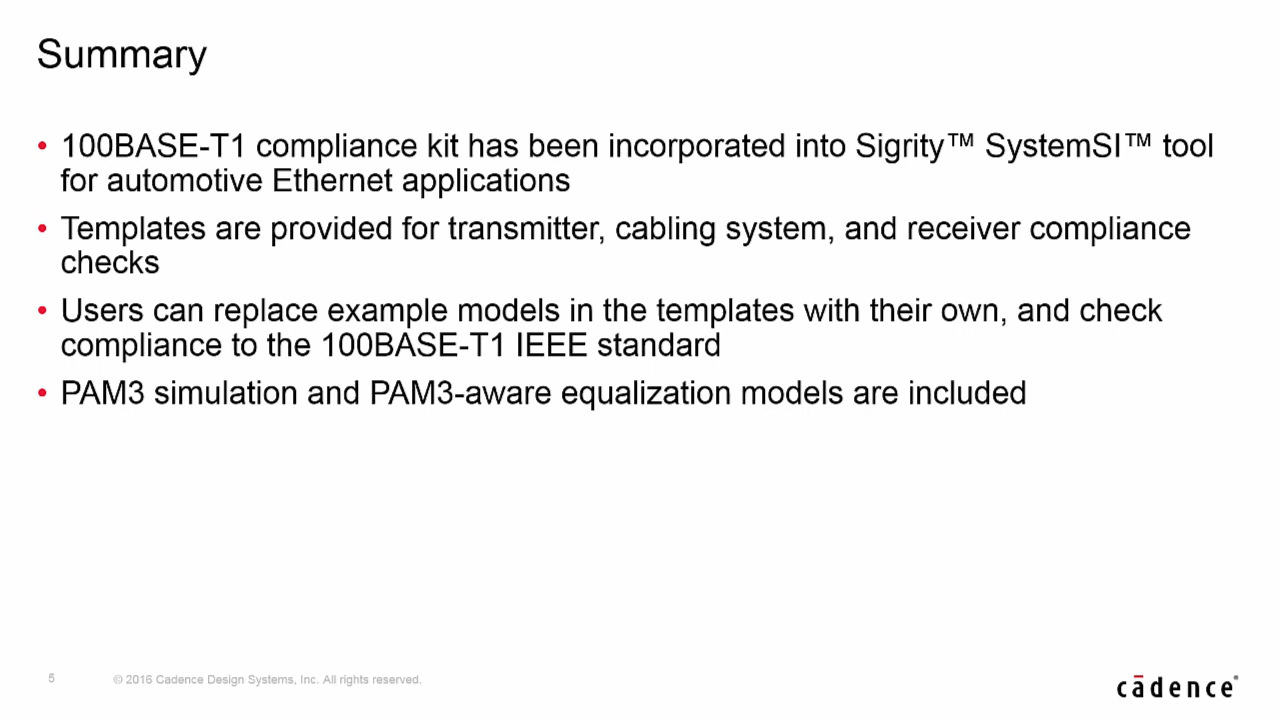 Summary
• 100BASE-T1 compliance kit has been incorporated into Sigrity™ SystemSI™ tool
for automotive Ethernet applications
• Templates are provided for transmitter, cabling system, and receiver compliance
checks
• Users can replace example models in the templates with their own, and check
compliance to the 100BASE-T1 IEEE standard
• PAM3 simulation and PAM3-aware equalization models are included
5 © 2016 Cadence Design Systems, Inc. All rights reserved.
cādence®